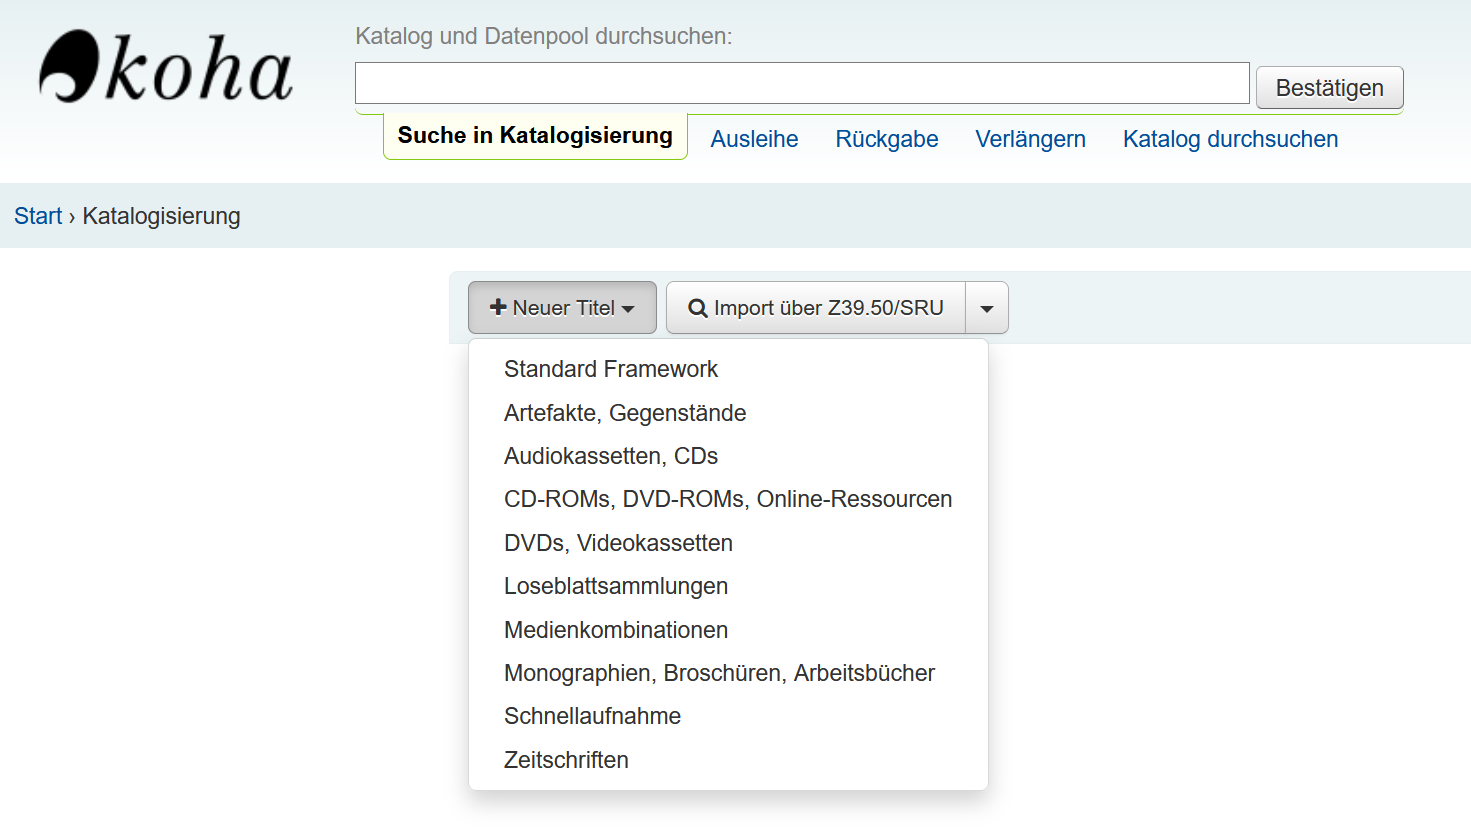 koha
Katalog und Datenpool durchsuchen:
Bestätigen
Suche in Katalogisierung Ausleihe Rückgabe Verlängern Katalog durchsuchen
Start › Katalogisierung
Neuer Titel Import über Z39.50/SRU
Standard Framework
Artefakte, Gegenstände
Audiokassetten, CDs
CD-ROMs, DVD-ROMs, Online-Ressourcen
DVDs, Videokassetten
Loseblattsammlungen
Medienkombinationen
Monographien, Broschüren, Arbeitsbücher
Schnellaufnahme
Zeitschriften